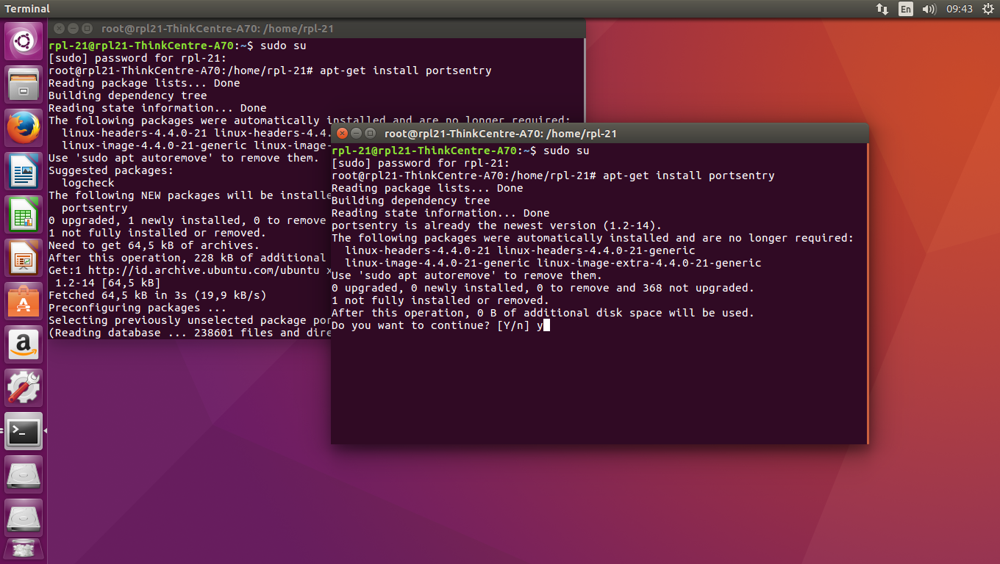 Terminal
En
09:43
root@rpl21-ThinkCentre-A70: /home/rpl-21
rpl-21@rpl21-ThinkCentre-A70:~$ sudo su
[sudo] password for rpl-21:
root@rpl21-ThinkCentre-A70:/home/rpl-21# apt-get install portsentry
Reading package lists... Done
Building dependency tree
Reading state information... Done
The following packages were automatically installed and are no longer required:
linux-headers-4.4.0-21 linux-headers-4.4.
linux-image-4.4.0-21-generic linux-image-
Use 'sudo apt autoremove' to remove them.
Suggested packages:
logcheck
The following NEW packages will be installe
portsentry
0 upgraded, 1 newly installed, 0 to remove
1 not fully installed or removed.
Need to get 64,5 kB of archives.
After this operation, 228 kB of additional
Get:1 http://id.archive.ubuntu.com/ubuntu x
1.2-14 [64,5 kB]
Fetched 64,5 kB in 3s (19,9 kB/s)
Preconfiguring packages ...
Selecting previously unselected package por
(Reading database ... 238601 files and dire
root@rpl21-ThinkCentre-A70: /home/rpl-21
rpl-21@rpl21-ThinkCentre-A70:~$ sudo su
[sudo] password for rpl-21:
root@rpl21-ThinkCentre-A70:/home/rpl-21# apt-get install portsentry
Reading package lists... Done
Building dependency tree
Reading state information... Done
portsentry is already the newest version (1.2-14).
The following packages were automatically installed and are no longer required:
linux-headers-4.4.0-21 linux-headers-4.4.0-21-generic
linux-image-4.4.0-21-generic linux-image-extra-4.4.0-21-generic
Use 'sudo apt autoremove' to remove them.
0 upgraded, 0 newly installed, 0 to remove and 368 not upgraded.
1 not fully installed or removed.
After this operation, 0 B of additional disk space will be used.
Do you want to continue? [Y/n] y